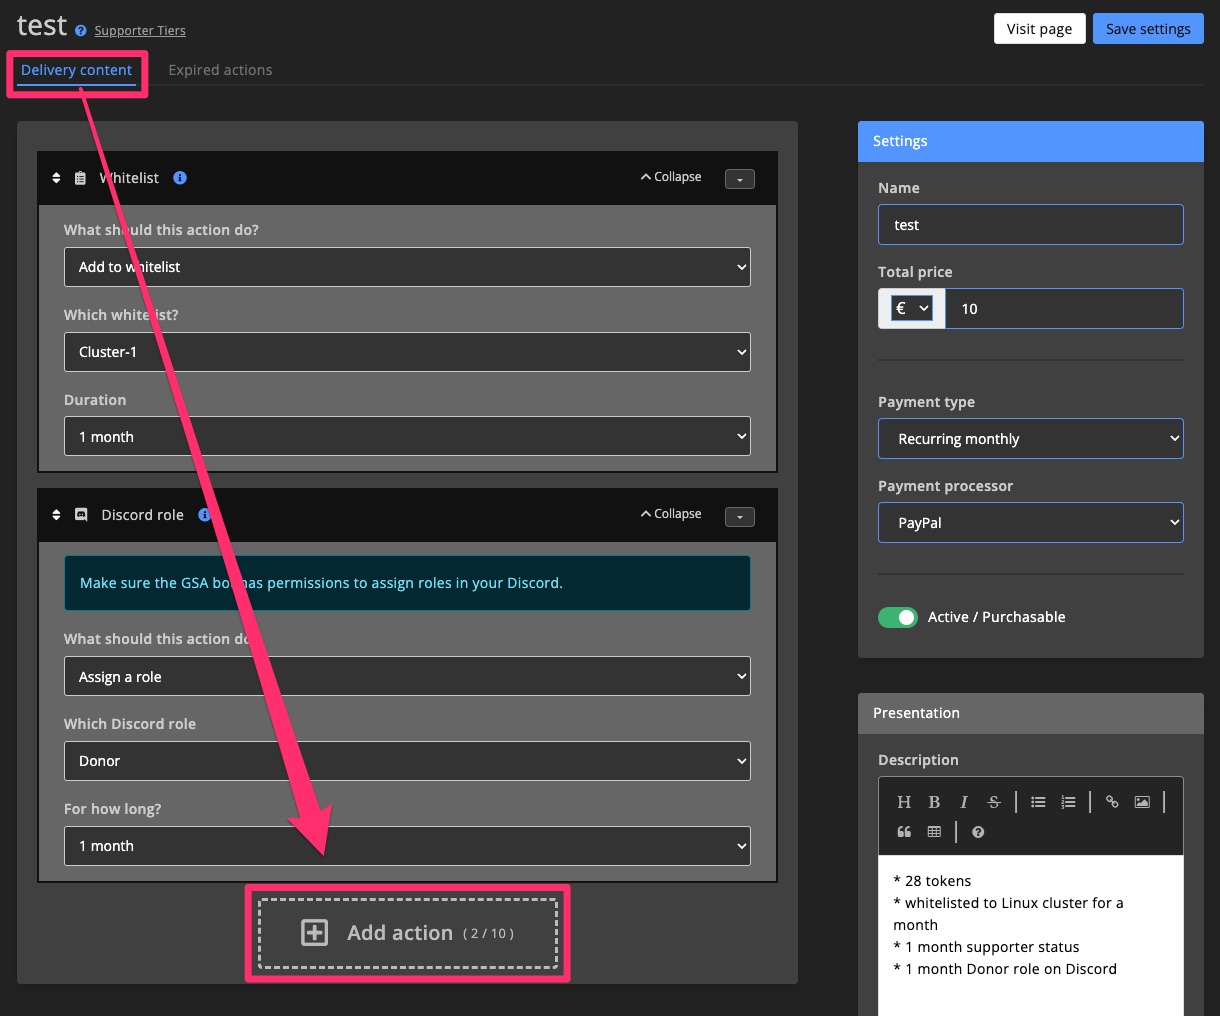 test Supporter Tiers
Visit page Save settings
Delivery content Expired actions
Whitelist Collapse
What should this action do?
Add to whitelist
Which whitelist?
Cluster-1
Duration
1 month
Discord role Collapse
Make sure the GSA bot has permissions to assign roles in your Discord.
What should this action do
Assign a role
Which Discord role
Donor
For how long?
1 month
Add action ( 2 / 10 )
Settings
Name
test
Total price
€ 10
Payment type
Recurring monthly
Payment processor
PayPal
Active / Purchasable
Presentation
Description
* 28 tokens
* whitelisted to Linux cluster for a
month
* 1 month supporter status
* 1 month Donor role on Discord